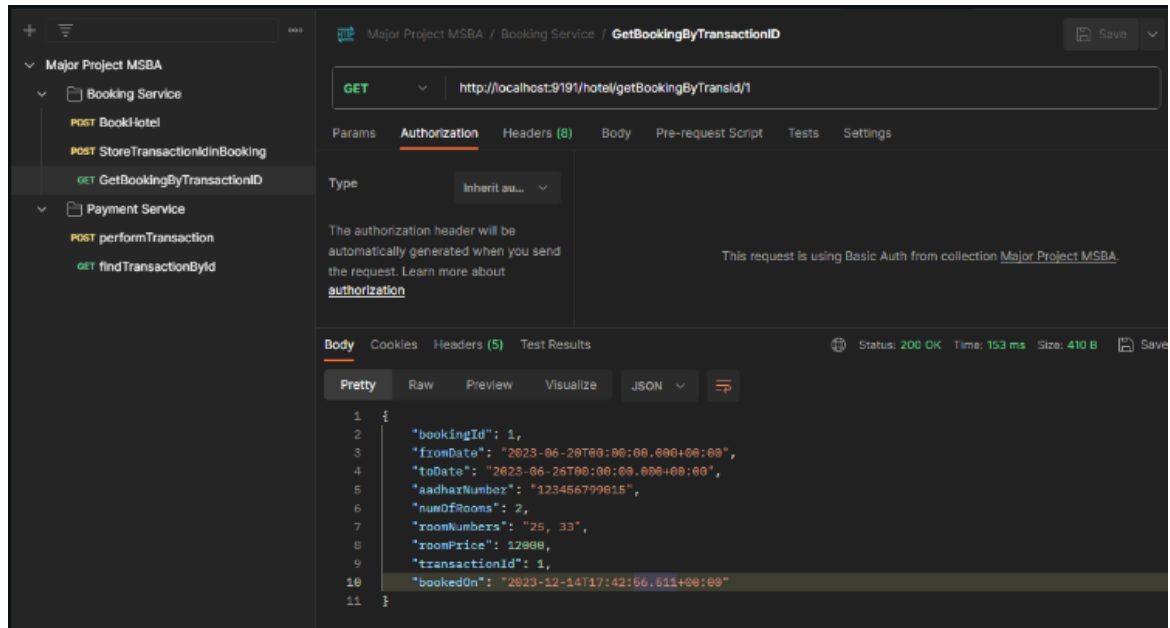 Major Project MSBA
Booking Service
POST BookHotel
POST StoreTransactionIdinBooking
GET GetBookingByTransactionID
Payment Service
POST performTransaction
GET findTransactionById
HTTP Major Project MSBA / Booking Service / GetBookingByTransactionID
Save
GET http://localhost:9191/hotel/getBookingByTransId/1
Params Authorization Headers (8) Body Pre-request Script Tests Settings
Type Inherit au...
The authorization header will be
automatically generated when you send
the request. Learn more about
authorization
This request is using Basic Auth from collection Major Project MSBA.
Body Cookies Headers (5) Test Results Status: 200 OK Time: 153 ms Size: 410 B Save
Pretty Raw Preview Visualize JSON
1 {
2 "bookingId": 1,
3 "fromDate": "2023-06-20T00:00:00.000+00:00",
4 "toDate": "2023-06-26T00:00:00.000+00:00",
5 "aadharNumber": "123456799015",
6 "numOfRooms": 2,
7 "roomNumbers": "25, 33",
8 "roomPrice": 12000,
9 "transactionId": 1,
10 "bookedOn": "2023-12-14T17:42:56.611+00:00"
11 }